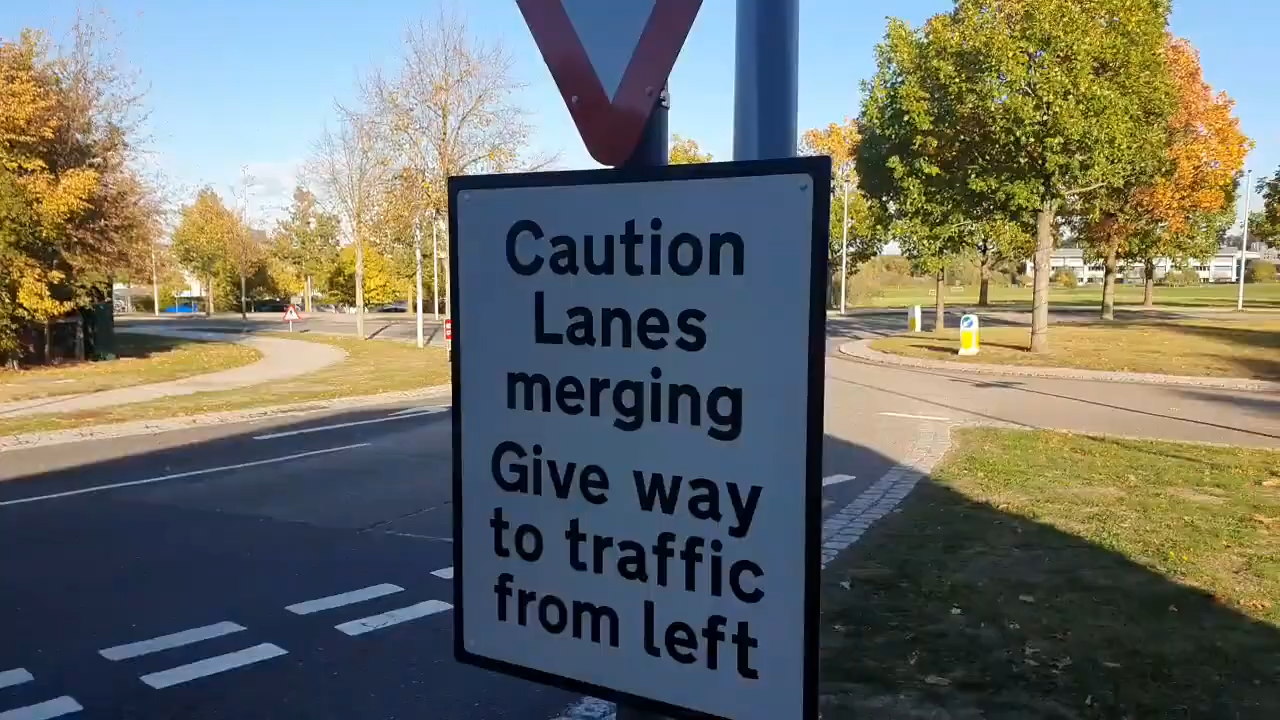 Caution
Lanes
merging
Give way
to traffic
from left